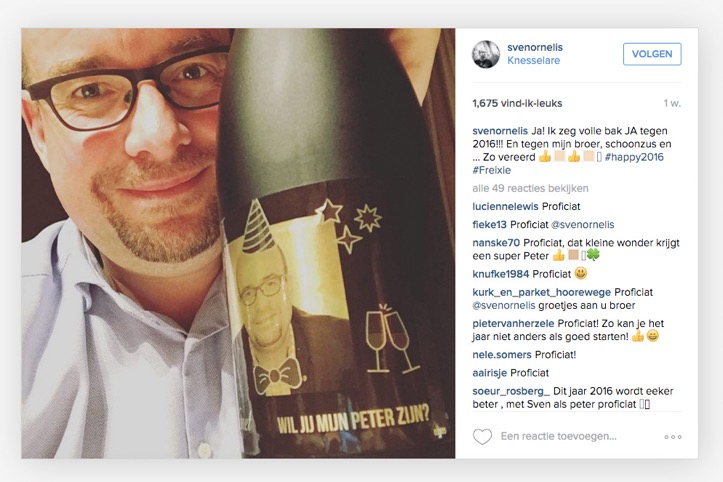 svenornelis
Knesselare
VOLGEN
1,675 vind-ik-leuks
1 w.
svenornelis Ja! Ik zeg volle bak JA tegen
2016!!! En tegen mijn broer, schoonzus en
... Zo vereerd 👍🏻👍🏻 #happy2016
#Freixie
alle 49 reacties bekijken
luciennelewis Proficiat
fieke13 Proficiat @svenornelis
nanske70 Proficiat, dat kleine wonder krijgt
een super Peter 👍🏽🍀
knufke1984 Proficiat 😃
kurk_en_parket_hoorewege Proficiat
@svenornelis groetjes aan u broer
pietervanherzele Proficiat! Zo kan je het
jaar niet anders als goed starten! 👍😄
nele.somers Proficiat!
aairisje Proficiat
soeur_rosberg_ Dit jaar 2016 wordt eeker
beter , met Sven als peter proficiat
Een reactie toevoegen...
WIL JIJ MIJN PETER ZIJN?